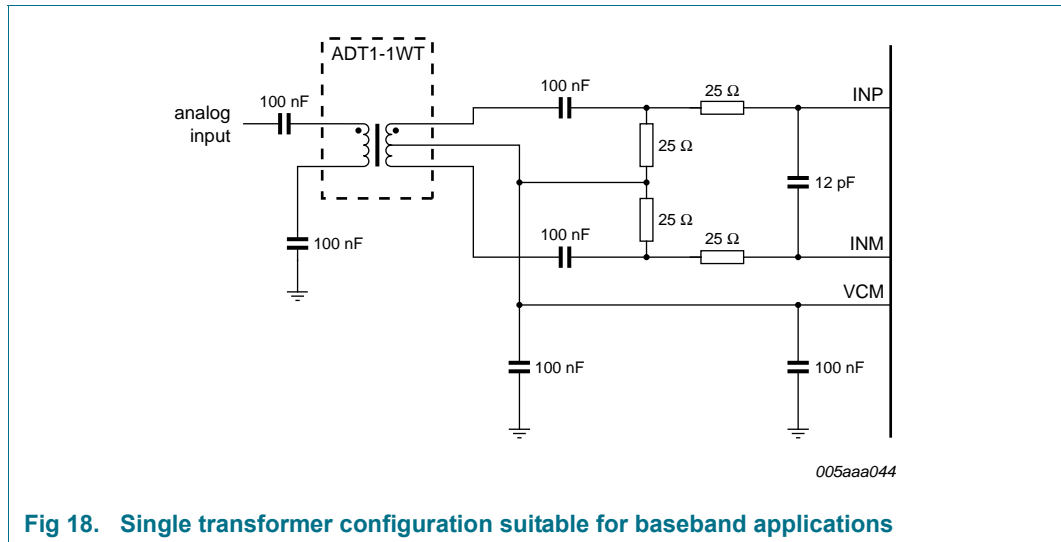 ADT1-1WT
analog
input
100 nF
100 nF
100 nF
25 Ω
INP
25 Ω
12 pF
25 Ω
100 nF
25 Ω
INM
VCM
100 nF
100 nF
005aaa044
Fig 18. Single transformer configuration suitable for baseband applications